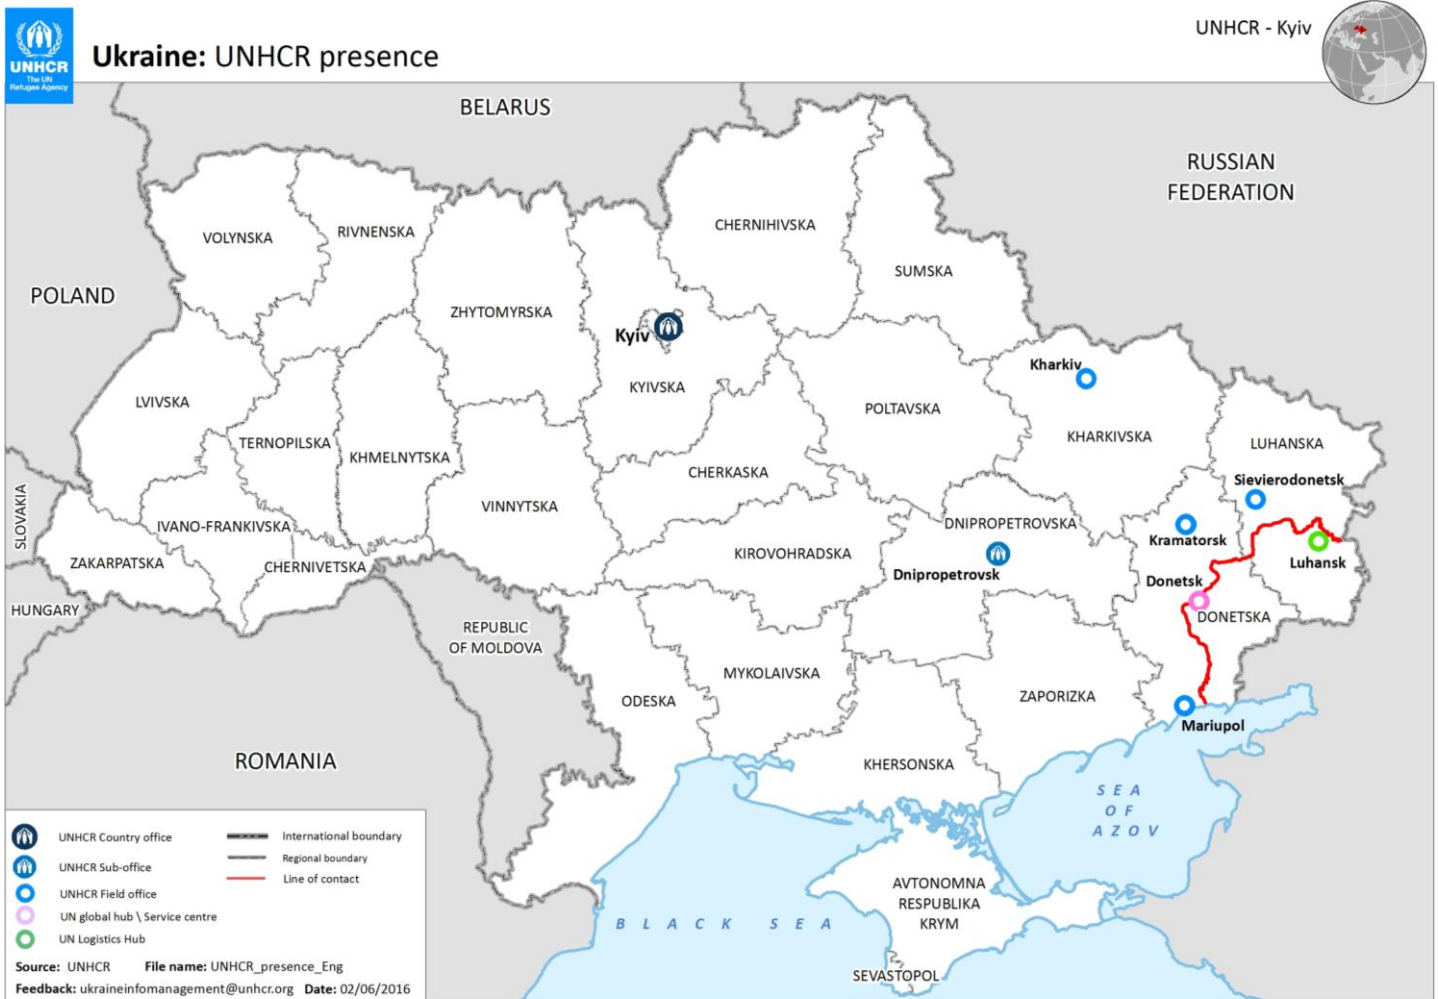 UNHCR
The UN
Refugee Agency
Ukraine: UNHCR presence
UNHCR - Kyiv
BELARUS
RUSSIAN
FEDERATION
POLAND
SLOVAKIA
HUNGARY
ROMANIA
REPUBLIC
OF MOLDOVA
VOLYNSKA
RIVNENSKA
ZHYTOMYRSKA
CHERNIHIVSKA
SUMSKA
Kyiv
KYIVSKA
LVIVSKA
TERNOPILSKA
KHMELNYTSKA
VINNYTSKA
CHERKASKA
POLTAVSKA
Kharkiv
KHARKIVSKA
LUHANSKA
Sievierodonetsk
IVANO-FRANKIVSKA
ZAKARPATSKA
CHERNIVETSKA
KIROVOHRADSKA
DNIPROPETROVSKA
Dnipropetrovsk
Kramatorsk
Luhansk
Donetsk
DONETSKA
ODESKA
MYKOLAIVSKA
ZAPORIZKA
Mariupol
KHERSONSKA
SEA
OF
AZOV
AVTONOMNA
RESPUBLIKA
KRYM
BLACK SEA
SEVASTOPOL
UNHCR Country office
UNHCR Sub-office
UNHCR Field office
UN global hub \ Service centre
UN Logistics Hub
International boundary
Regional boundary
Line of contact
Source: UNHCR File name: UNHCR_presence_Eng
Feedback: ukraineinfomanagement@unhcr.org Date: 02/06/2016